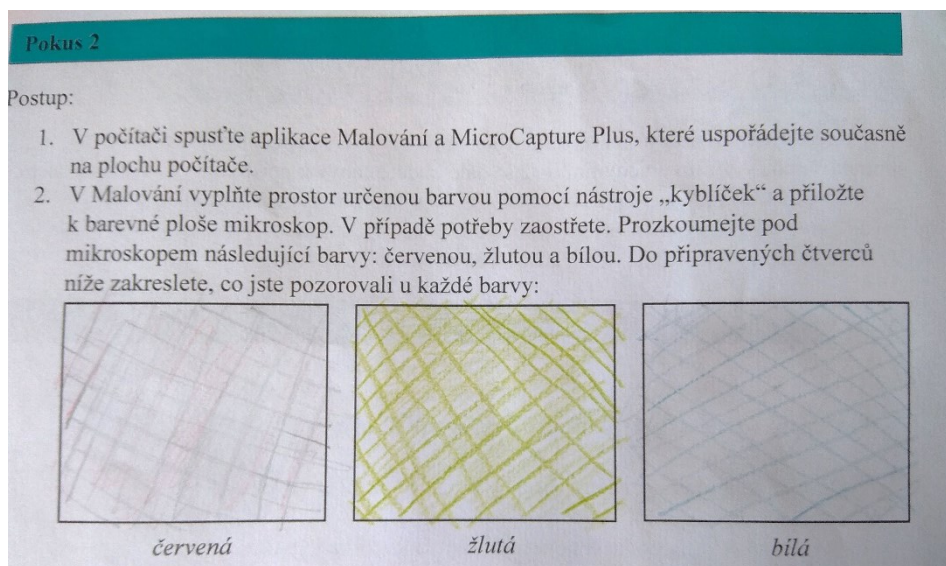 Pokus 2
Postup:
1. V počítači spusťte aplikace Malování a MicroCapture Plus, které uspořádejte současně
na plochu počítače.
2. V Malování vyplňte prostor určenou barvou pomocí nástroje „kyblíček“ a přiložte
k barevné ploše mikroskop. V případě potřeby zaostřete. Prozkoumejte pod
mikroskopem následující barvy: červenou, žlutou a bílou. Do připravených čtverců
níže zakreslete, co jste pozorovali u každé barvy:
červená žlutá bílá